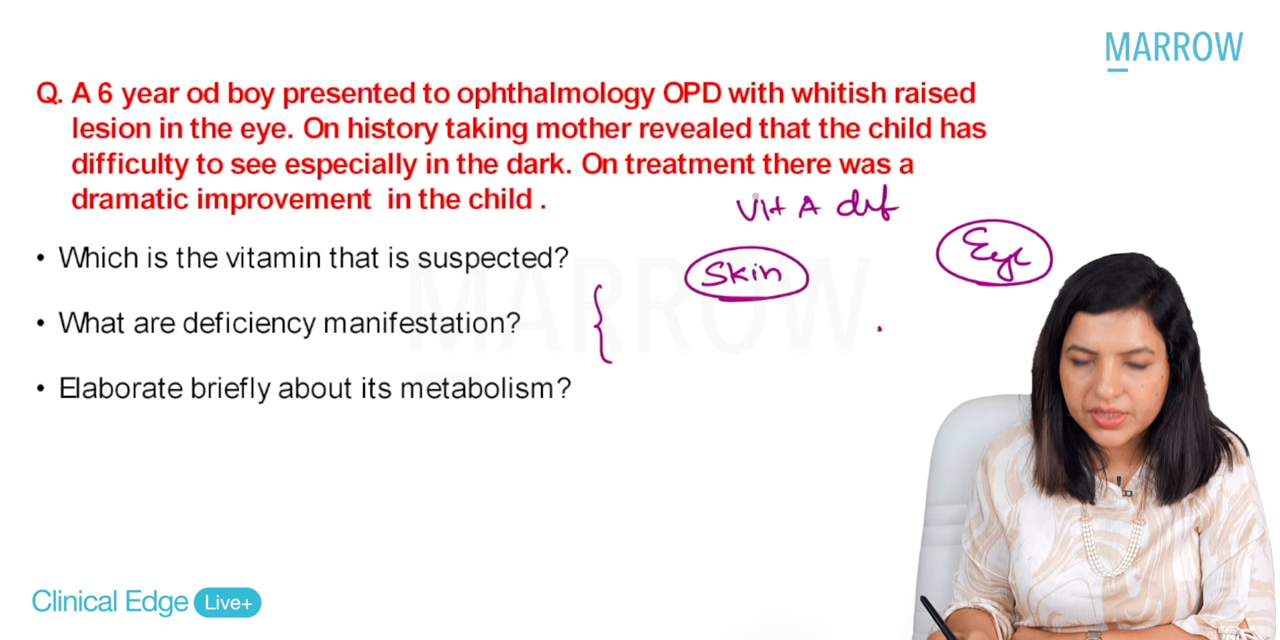 MARROW
Q. A 6 year od boy presented to ophthalmology OPD with whitish raised
lesion in the eye. On history taking mother revealed that the child has
difficulty to see especially in the dark. On treatment there was a
dramatic improvement in the child .
Vit A def
• Which is the vitamin that is suspected?
Skin
Eye
• What are deficiency manifestation?
MARROW
• Elaborate briefly about its metabolism?
Clinical Edge Live+